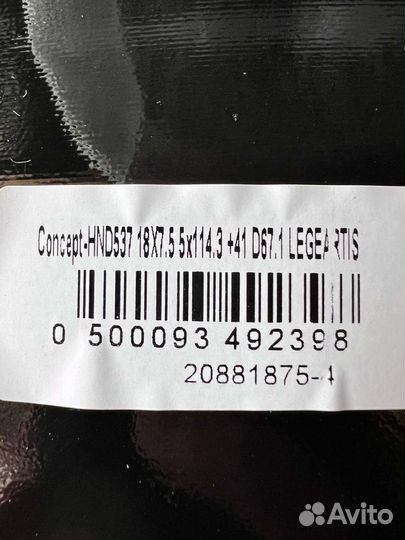 Concept-HND537 18X7.5 5x114.3 +41 D67.1 LEGEARTIS
0 500093 492398
20881875-4
Avito